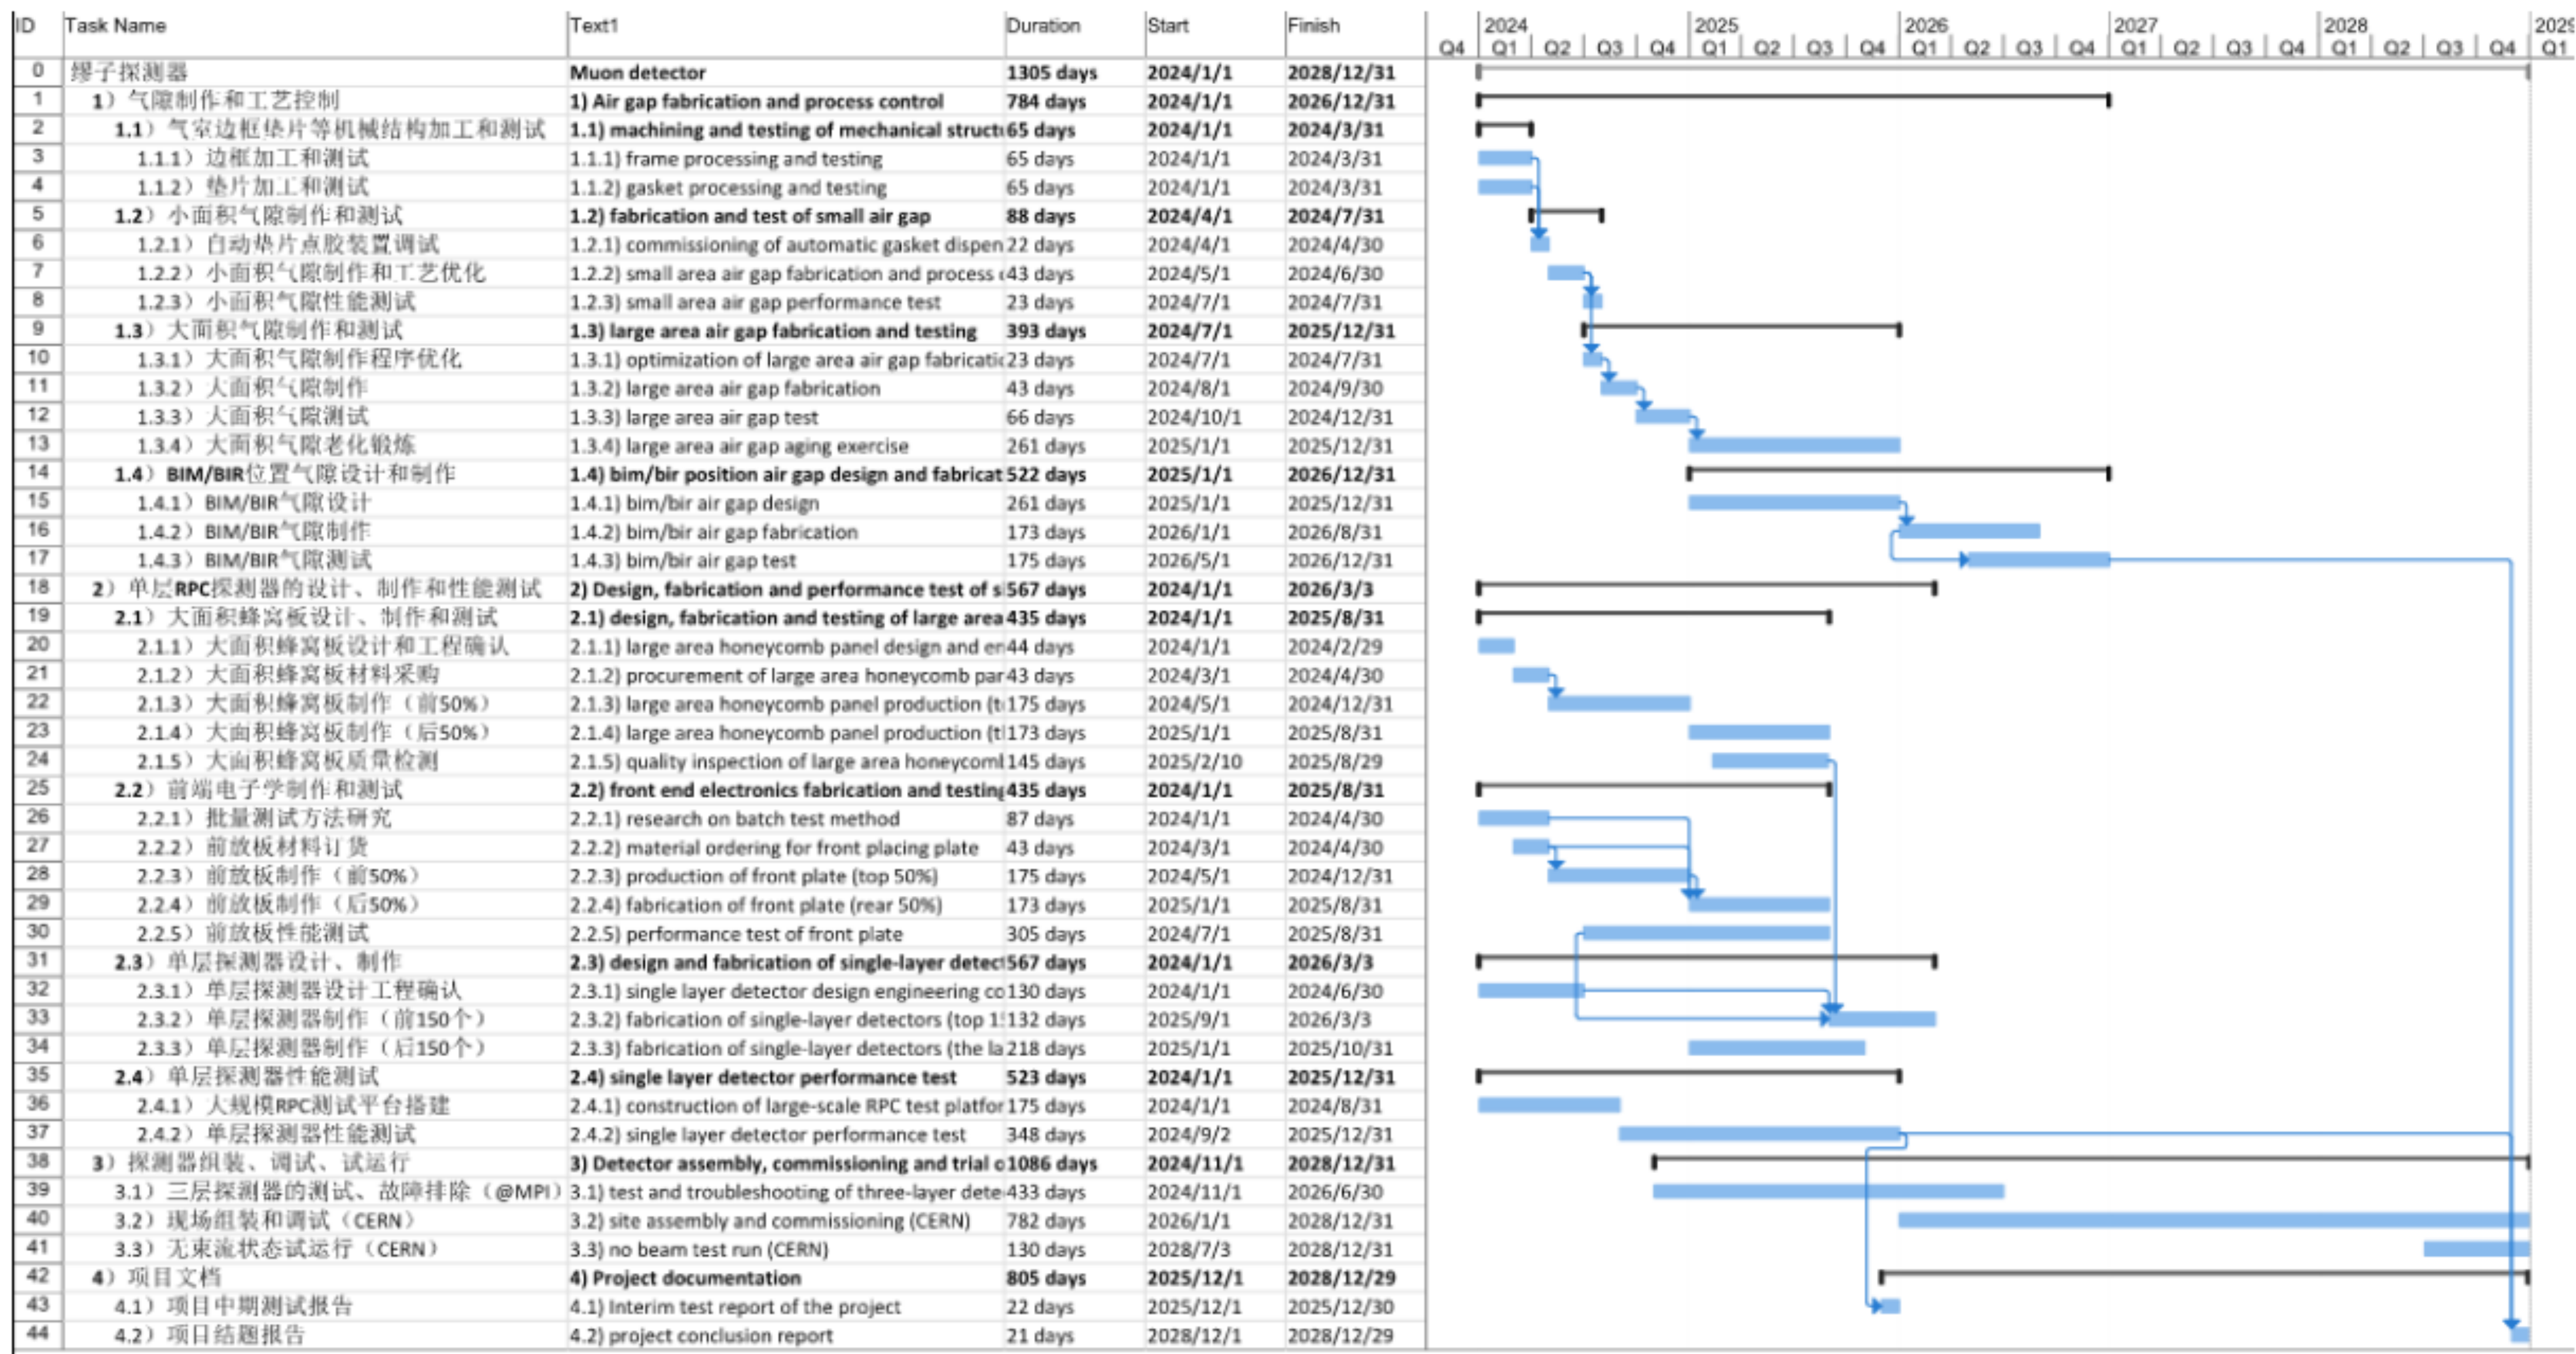 ID Task Name Text1 Duration Start Finish 2024 2025 2026 2027 2028 2029
Q4 Q1 Q2 Q3 Q4 Q1 Q2 Q3 Q4 Q1 Q2 Q3 Q4 Q1 Q2 Q3 Q4 Q1 Q2 Q3 Q4 Q1
0 缪子探测器 Muon detector 1305 days 2024/1/1 2028/12/31
1 1）气隙制作和工艺控制 1) Air gap fabrication and process control 784 days 2024/1/1 2026/12/31
2 1.1）气室边框垫片等机械结构加工和测试 1.1) machining and testing of mechanical struct 65 days 2024/1/1 2024/3/31
3 1.1.1）边框加工和测试 1.1.1) frame processing and testing 65 days 2024/1/1 2024/3/31
4 1.1.2）垫片加工和测试 1.1.2) gasket processing and testing 65 days 2024/1/1 2024/3/31
5 1.2）小面积气隙制作和测试 1.2) fabrication and test of small air gap 88 days 2024/4/1 2024/7/31
6 1.2.1）自动垫片点胶装置调试 1.2.1) commissioning of automatic gasket dispen 22 days 2024/4/1 2024/4/30
7 1.2.2）小面积气隙制作和工艺优化 1.2.2) small area air gap fabrication and process 43 days 2024/5/1 2024/6/30
8 1.2.3）小面积气隙性能测试 1.2.3) small area air gap performance test 23 days 2024/7/1 2024/7/31
9 1.3）大面积气隙制作和测试 1.3) large area air gap fabrication and testing 393 days 2024/7/1 2025/12/31
10 1.3.1）大面积气隙制作程序优化 1.3.1) optimization of large area air gap fabricati 23 days 2024/7/1 2024/7/31
11 1.3.2）大面积气隙制作 1.3.2) large area air gap fabrication 43 days 2024/8/1 2024/9/30
12 1.3.3）大面积气隙测试 1.3.3) large area air gap test 66 days 2024/10/1 2024/12/31
13 1.3.4）大面积气隙老化锻炼 1.3.4) large area air gap aging exercise 261 days 2025/1/1 2025/12/31
14 1.4）BIM/BIR位置气隙设计和制作 1.4) bim/bir position air gap design and fabricat 522 days 2025/1/1 2026/12/31
15 1.4.1）BIM/BIR气隙设计 1.4.1) bim/bir air gap design 261 days 2025/1/1 2025/12/31
16 1.4.2）BIM/BIR气隙制作 1.4.2) bim/bir air gap fabrication 173 days 2026/1/1 2026/8/31
17 1.4.3）BIM/BIR气隙测试 1.4.3) bim/bir air gap test 175 days 2026/5/1 2026/12/31
18 2）单层RPC探测器的设计、制作和性能测试 2) Design, fabrication and performance test of s 567 days 2024/1/1 2026/3/3
19 2.1）大面积蜂窝板设计、制作和测试 2.1) design, fabrication and testing of large area 435 days 2024/1/1 2025/8/31
20 2.1.1）大面积蜂窝板设计和工程确认 2.1.1) large area honeycomb panel design and en 44 days 2024/1/1 2024/2/29
21 2.1.2）大面积蜂窝板材料采购 2.1.2) procurement of large area honeycomb par 43 days 2024/3/1 2024/4/30
22 2.1.3）大面积蜂窝板制作（前50%） 2.1.3) large area honeycomb panel production (t 175 days 2024/5/1 2024/12/31
23 2.1.4）大面积蜂窝板制作（后50%） 2.1.4) large area honeycomb panel production (t 173 days 2025/1/1 2025/8/31
24 2.1.5）大面积蜂窝板质量检测 2.1.5) quality inspection of large area honeycoml 145 days 2025/2/10 2025/8/29
25 2.2）前端电子学制作和测试 2.2) front end electronics fabrication and testing 435 days 2024/1/1 2025/8/31
26 2.2.1）批量测试方法研究 2.2.1) research on batch test method 87 days 2024/1/1 2024/4/30
27 2.2.2）前放板材料订货 2.2.2) material ordering for front placing plate 43 days 2024/3/1 2024/4/30
28 2.2.3）前放板制作（前50%） 2.2.3) production of front plate (top 50%) 175 days 2024/5/1 2024/12/31
29 2.2.4）前放板制作（后50%） 2.2.4) fabrication of front plate (rear 50%) 173 days 2025/1/1 2025/8/31
30 2.2.5）前放板性能测试 2.2.5) performance test of front plate 305 days 2024/7/1 2025/8/31
31 2.3）单层探测器设计、制作 2.3) design and fabrication of single-layer detect 567 days 2024/1/1 2026/3/3
32 2.3.1）单层探测器设计工程确认 2.3.1) single layer detector design engineering co 130 days 2024/1/1 2024/6/30
33 2.3.2）单层探测器制作（前150个） 2.3.2) fabrication of single-layer detectors (top 1 132 days 2025/9/1 2026/3/3
34 2.3.3）单层探测器制作（后150个） 2.3.3) fabrication of single-layer detectors (the la 218 days 2025/1/1 2025/10/31
35 2.4）单层探测器性能测试 2.4) single layer detector performance test 523 days 2024/1/1 2025/12/31
36 2.4.1）大规模RPC测试平台搭建 2.4.1) construction of large-scale RPC test platfor 175 days 2024/1/1 2024/8/31
37 2.4.2）单层探测器性能测试 2.4.2) single layer detector performance test 348 days 2024/9/2 2025/12/31
38 3）探测器组装、调试、试运行 3) Detector assembly, commissioning and trial o 1086 days 2024/11/1 2028/12/31
39 3.1）三层探测器的测试、故障排除（@MPI） 3.1) test and troubleshooting of three-layer dete 433 days 2024/11/1 2026/6/30
40 3.2）现场组装和调试（CERN） 3.2) site assembly and commissioning (CERN) 782 days 2026/1/1 2028/12/31
41 3.3）无束流状态试运行（CERN） 3.3) no beam test run (CERN) 130 days 2028/7/3 2028/12/31
42 4）项目文档 4) Project documentation 805 days 2025/12/1 2028/12/29
43 4.1）项目中期测试报告 4.1) Interim test report of the project 22 days 2025/12/1 2025/12/30
44 4.2）项目结题报告 4.2) project conclusion report 21 days 2028/12/1 2028/12/29